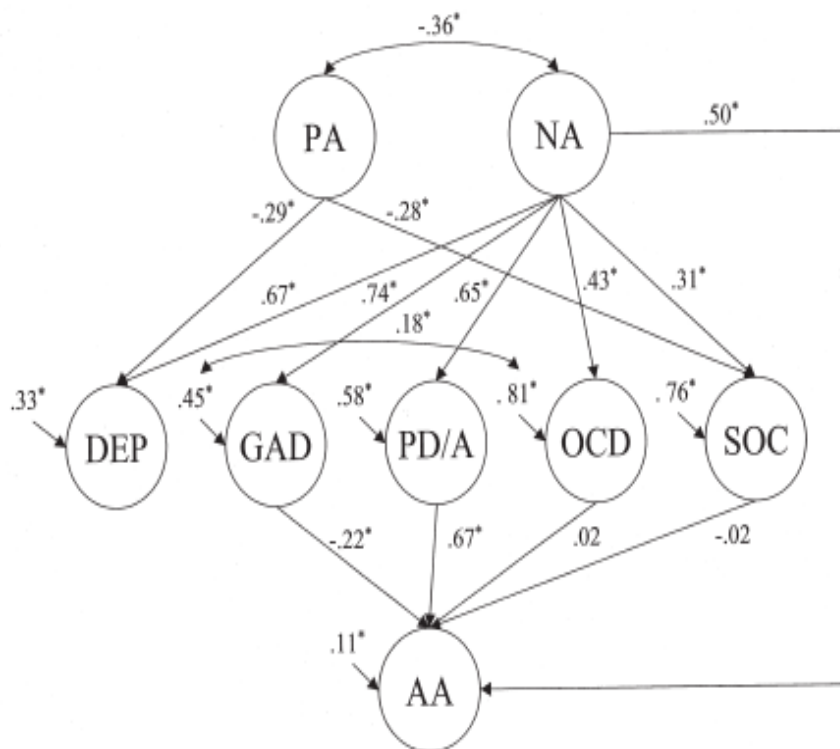 -.36*
PA
NA
.50*
-.29*
-.28*
.67*
.74*
.65*
.43*
.31*
.18*
.33*
.45*
.58*
.81*
.76*
DEP
GAD
PD/A
OCD
SOC
-.22*
.67*
.02
-.02
.11*
AA